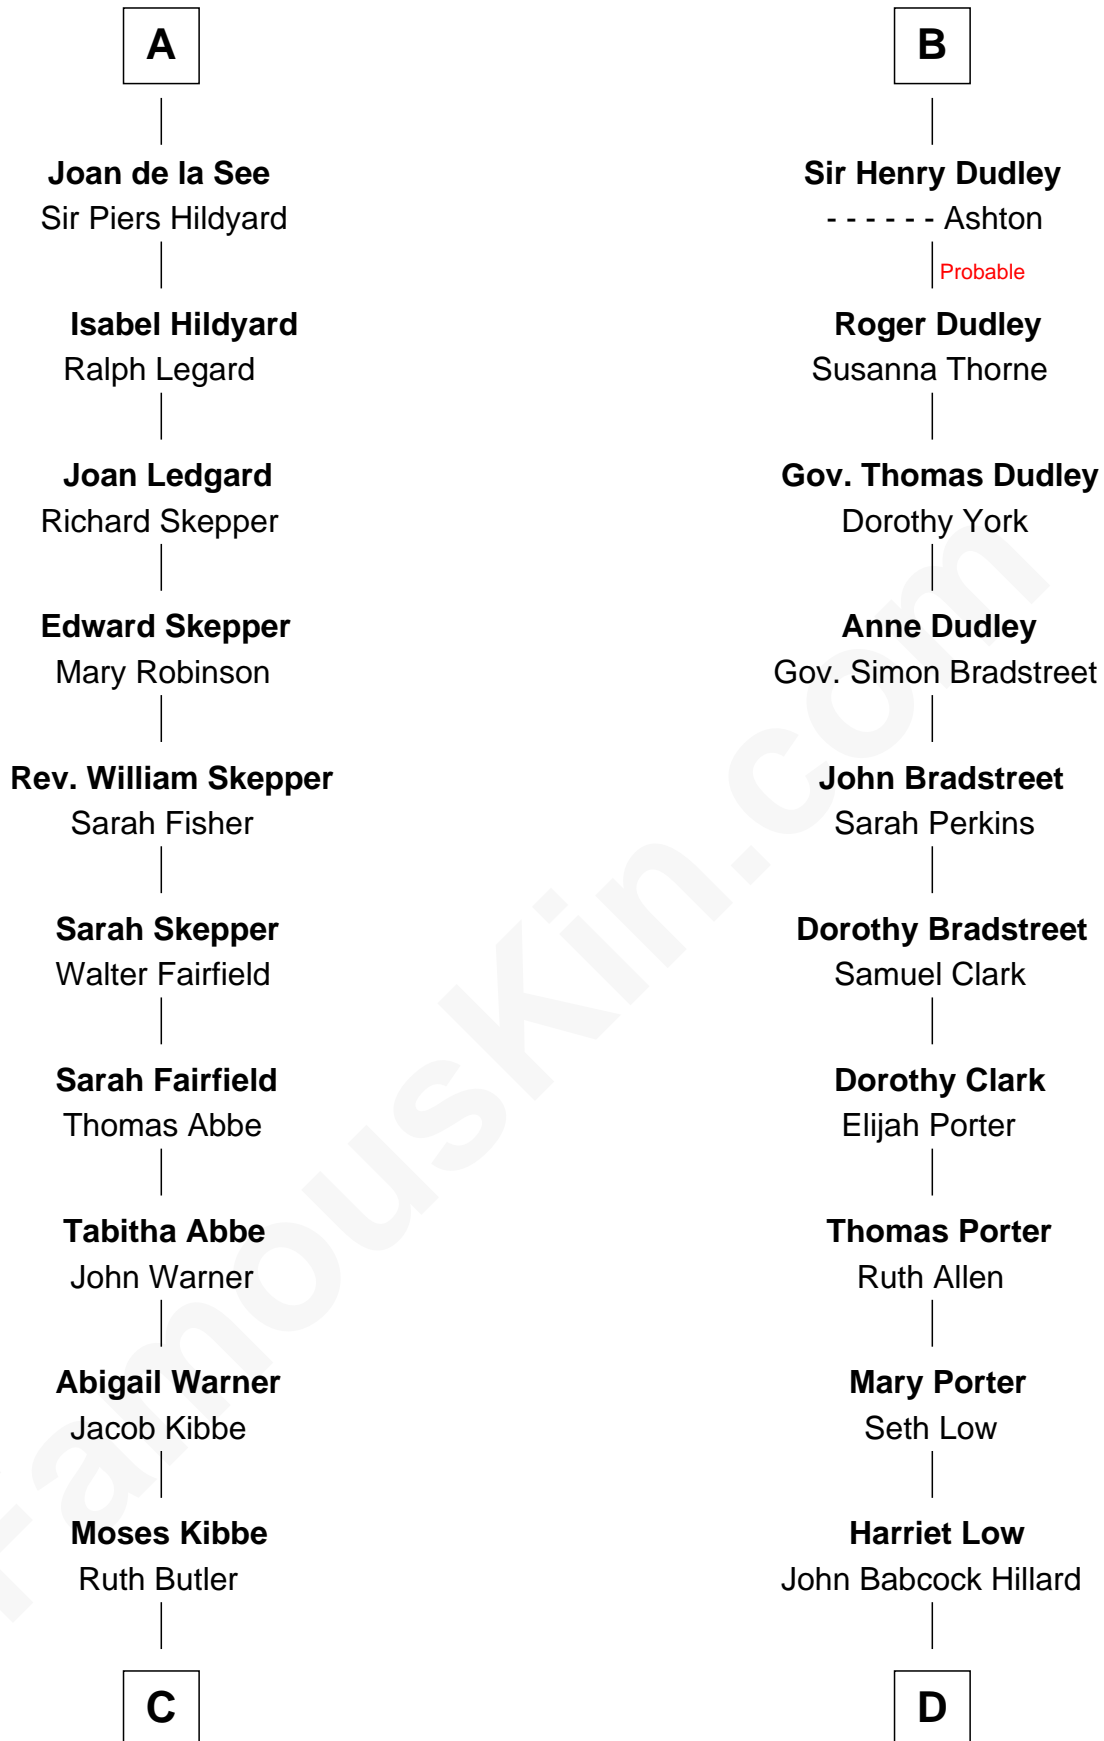 A
Joan de la See
Sir Piers Hildyard
Isabel Hildyard
Ralph Legard
Joan Ledgard
Richard Skepper
Edward Skepper
Mary Robinson
Rev. William Skepper
Sarah Fisher
Sarah Skepper
Walter Fairfield
Sarah Fairfield
Thomas Abbe
Tabitha Abbe
John Warner
Abigail Warner
Jacob Kibbe
Moses Kibbe
Ruth Butler
C
B
Sir Henry Dudley
- - - - - - Ashton
Probable
Roger Dudley
Susanna Thorne
Gov. Thomas Dudley
Dorothy York
Anne Dudley
Gov. Simon Bradstreet
John Bradstreet
Sarah Perkins
Dorothy Bradstreet
Samuel Clark
Dorothy Clark
Elijah Porter
Thomas Porter
Ruth Allen
Mary Porter
Seth Low
Harriet Low
John Babcock Hillard
D
FamousKin.com